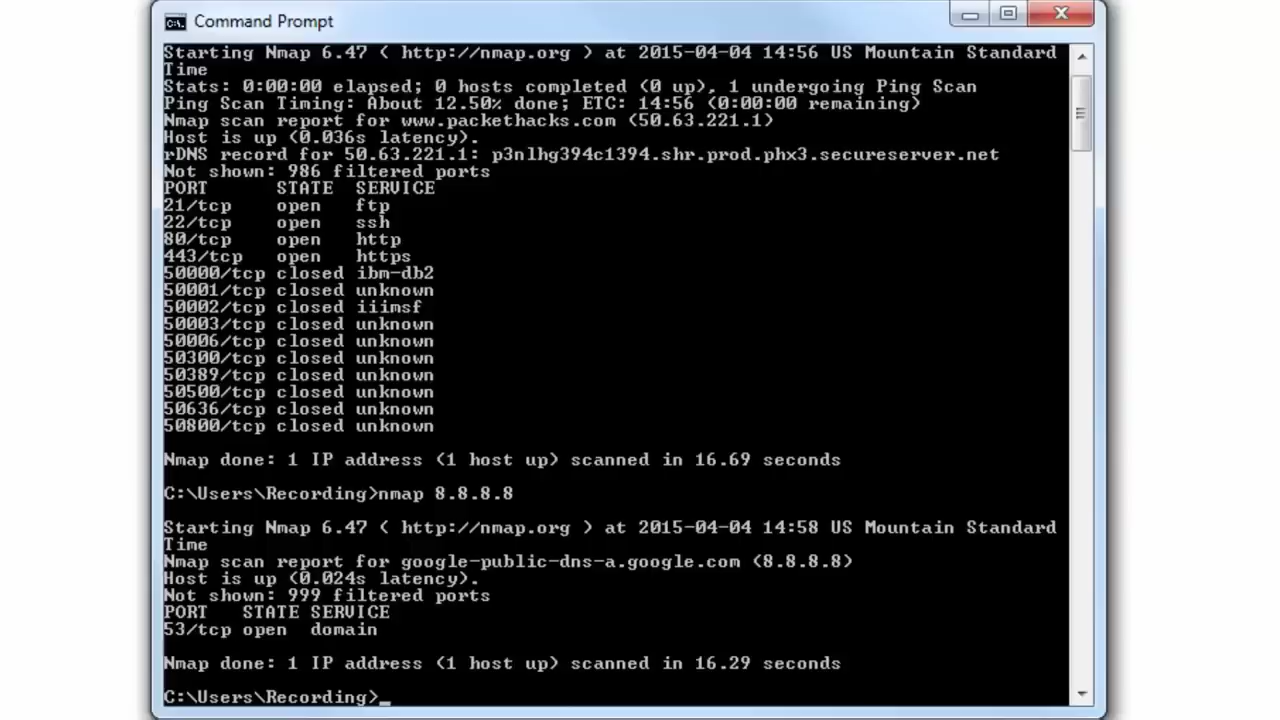 Command Prompt
Starting Nmap 6.47 ( http://nmap.org ) at 2015-04-04 14:56 US Mountain Standard
Time
Stats: 0:00:00 elapsed; 0 hosts completed (0 up), 1 undergoing Ping Scan
Ping Scan Timing: About 12.50% done; ETC: 14:56 (0:00:00 remaining)
Nmap scan report for www.packethacks.com (50.63.221.1)
Host is up (0.036s latency).
rDNS record for 50.63.221.1: p3nlhg394c1394.shr.prod.phx3.secureserver.net
Not shown: 986 filtered ports
PORT STATE SERVICE
21/tcp open ftp
22/tcp open ssh
80/tcp open http
443/tcp open https
50000/tcp closed ibm-db2
50001/tcp closed unknown
50002/tcp closed iiimsf
50003/tcp closed unknown
50006/tcp closed unknown
50300/tcp closed unknown
50389/tcp closed unknown
50500/tcp closed unknown
50636/tcp closed unknown
50800/tcp closed unknown
Nmap done: 1 IP address (1 host up) scanned in 16.69 seconds
C:\Users\Recording>nmap 8.8.8.8
Starting Nmap 6.47 ( http://nmap.org ) at 2015-04-04 14:58 US Mountain Standard
Time
Nmap scan report for google-public-dns-a.google.com (8.8.8.8)
Host is up (0.024s latency).
Not shown: 999 filtered ports
PORT STATE SERVICE
53/tcp open domain
Nmap done: 1 IP address (1 host up) scanned in 16.29 seconds
C:\Users\Recording>_